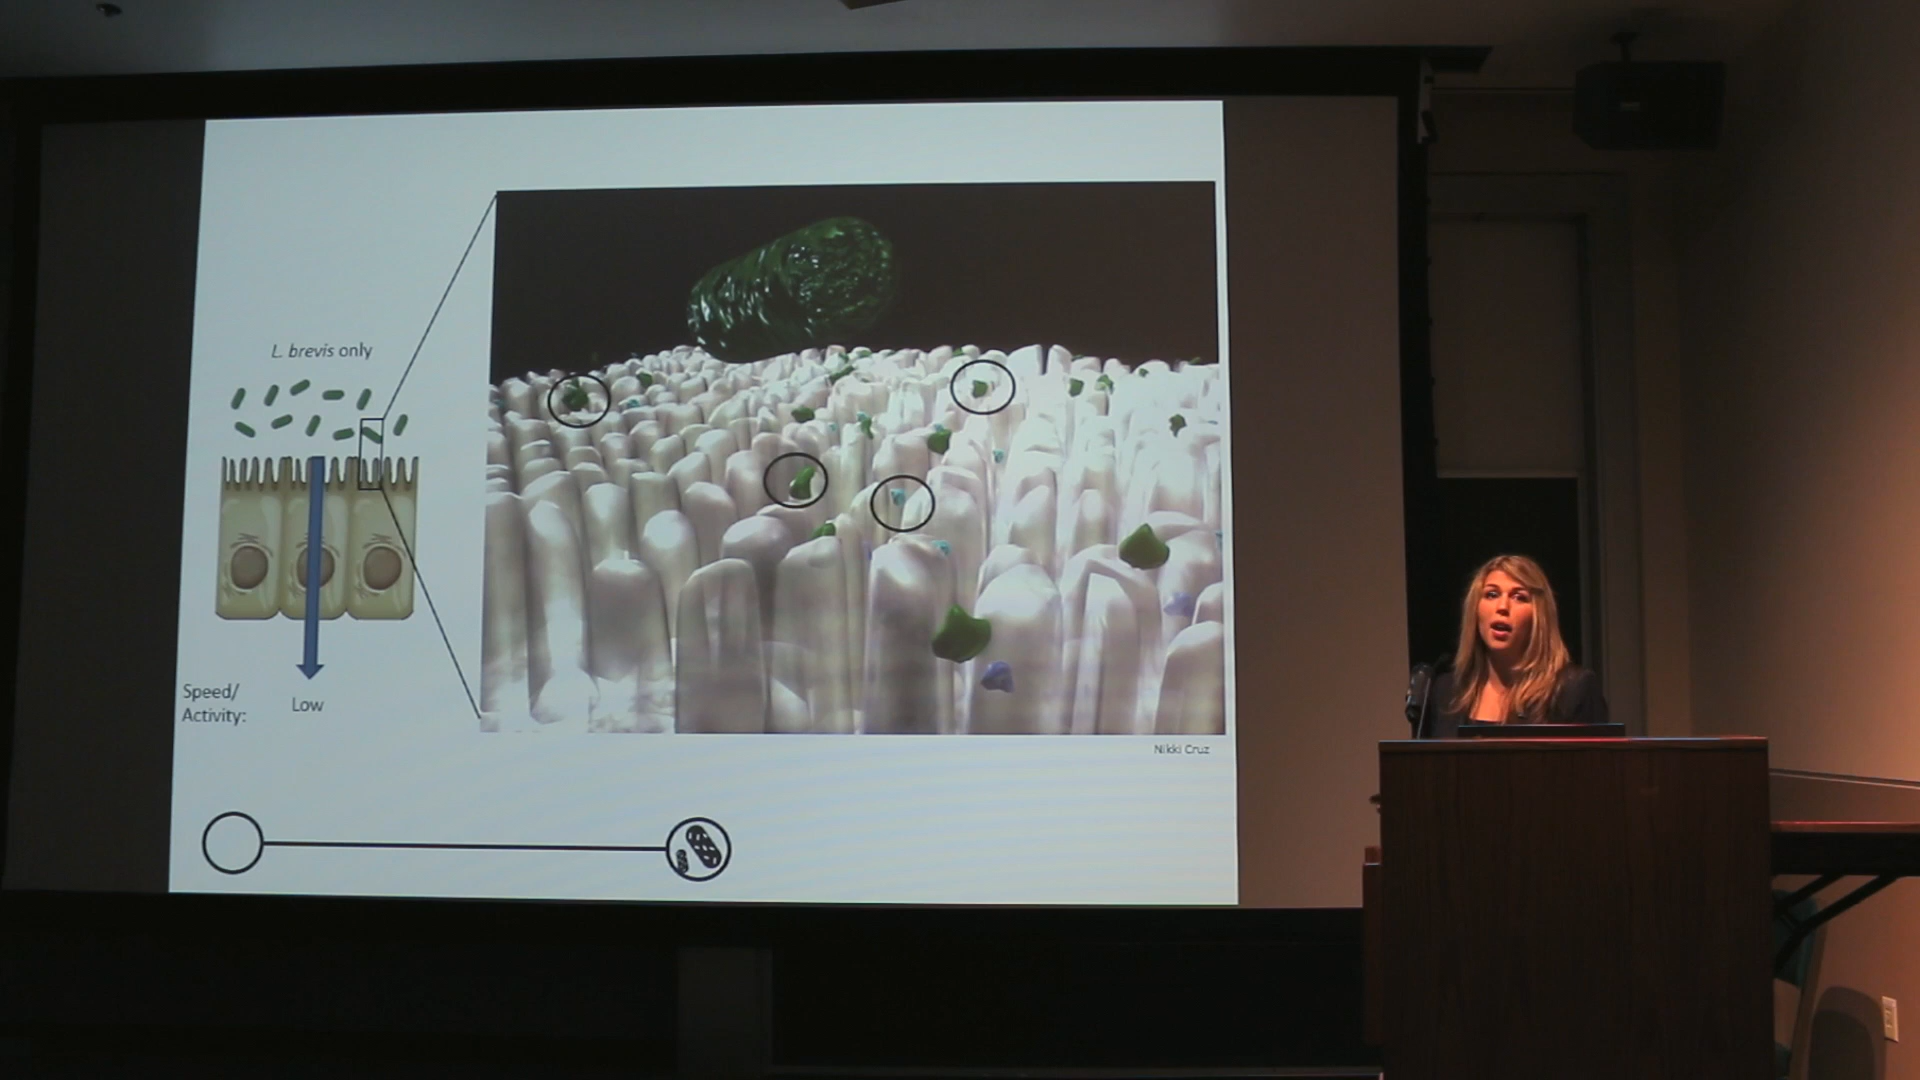 L. brevis only
Speed/
Activity:
Low
Nikki Cruz